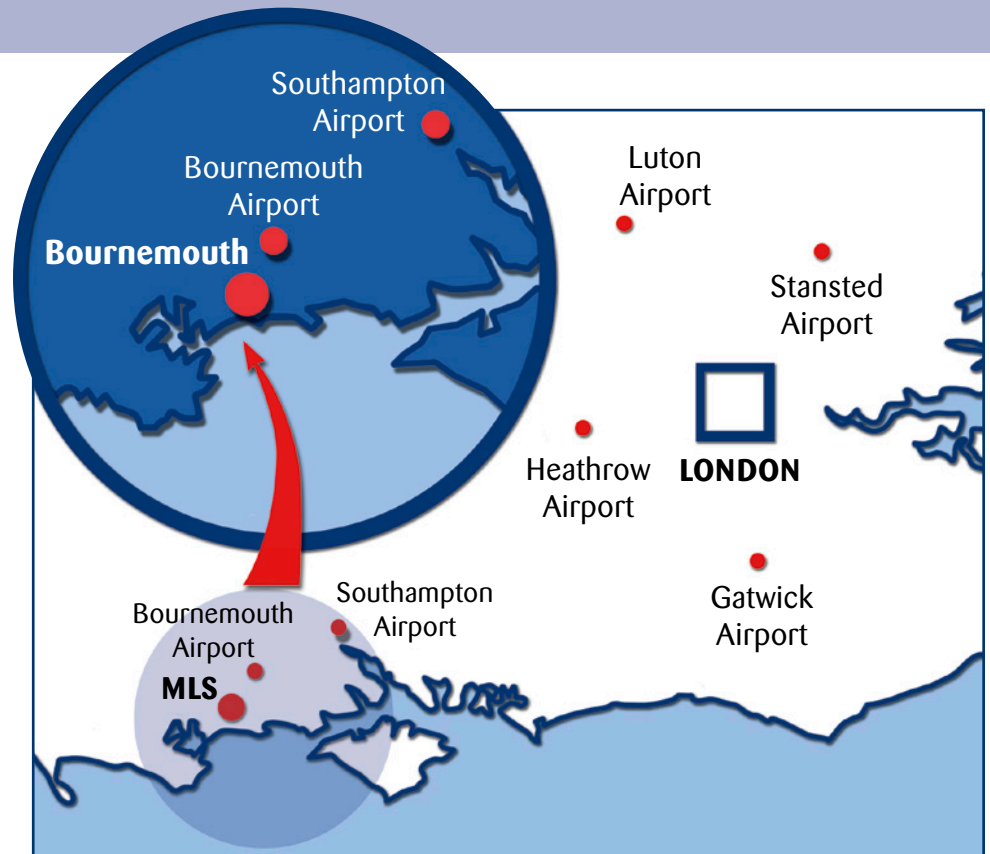 Southampton
Airport
Bournemouth
Airport
Bournemouth
Luton
Airport
Stansted
Airport
Heathrow
Airport
LONDON
Gatwick
Airport
Southampton
Airport
Bournemouth
Airport
MLS